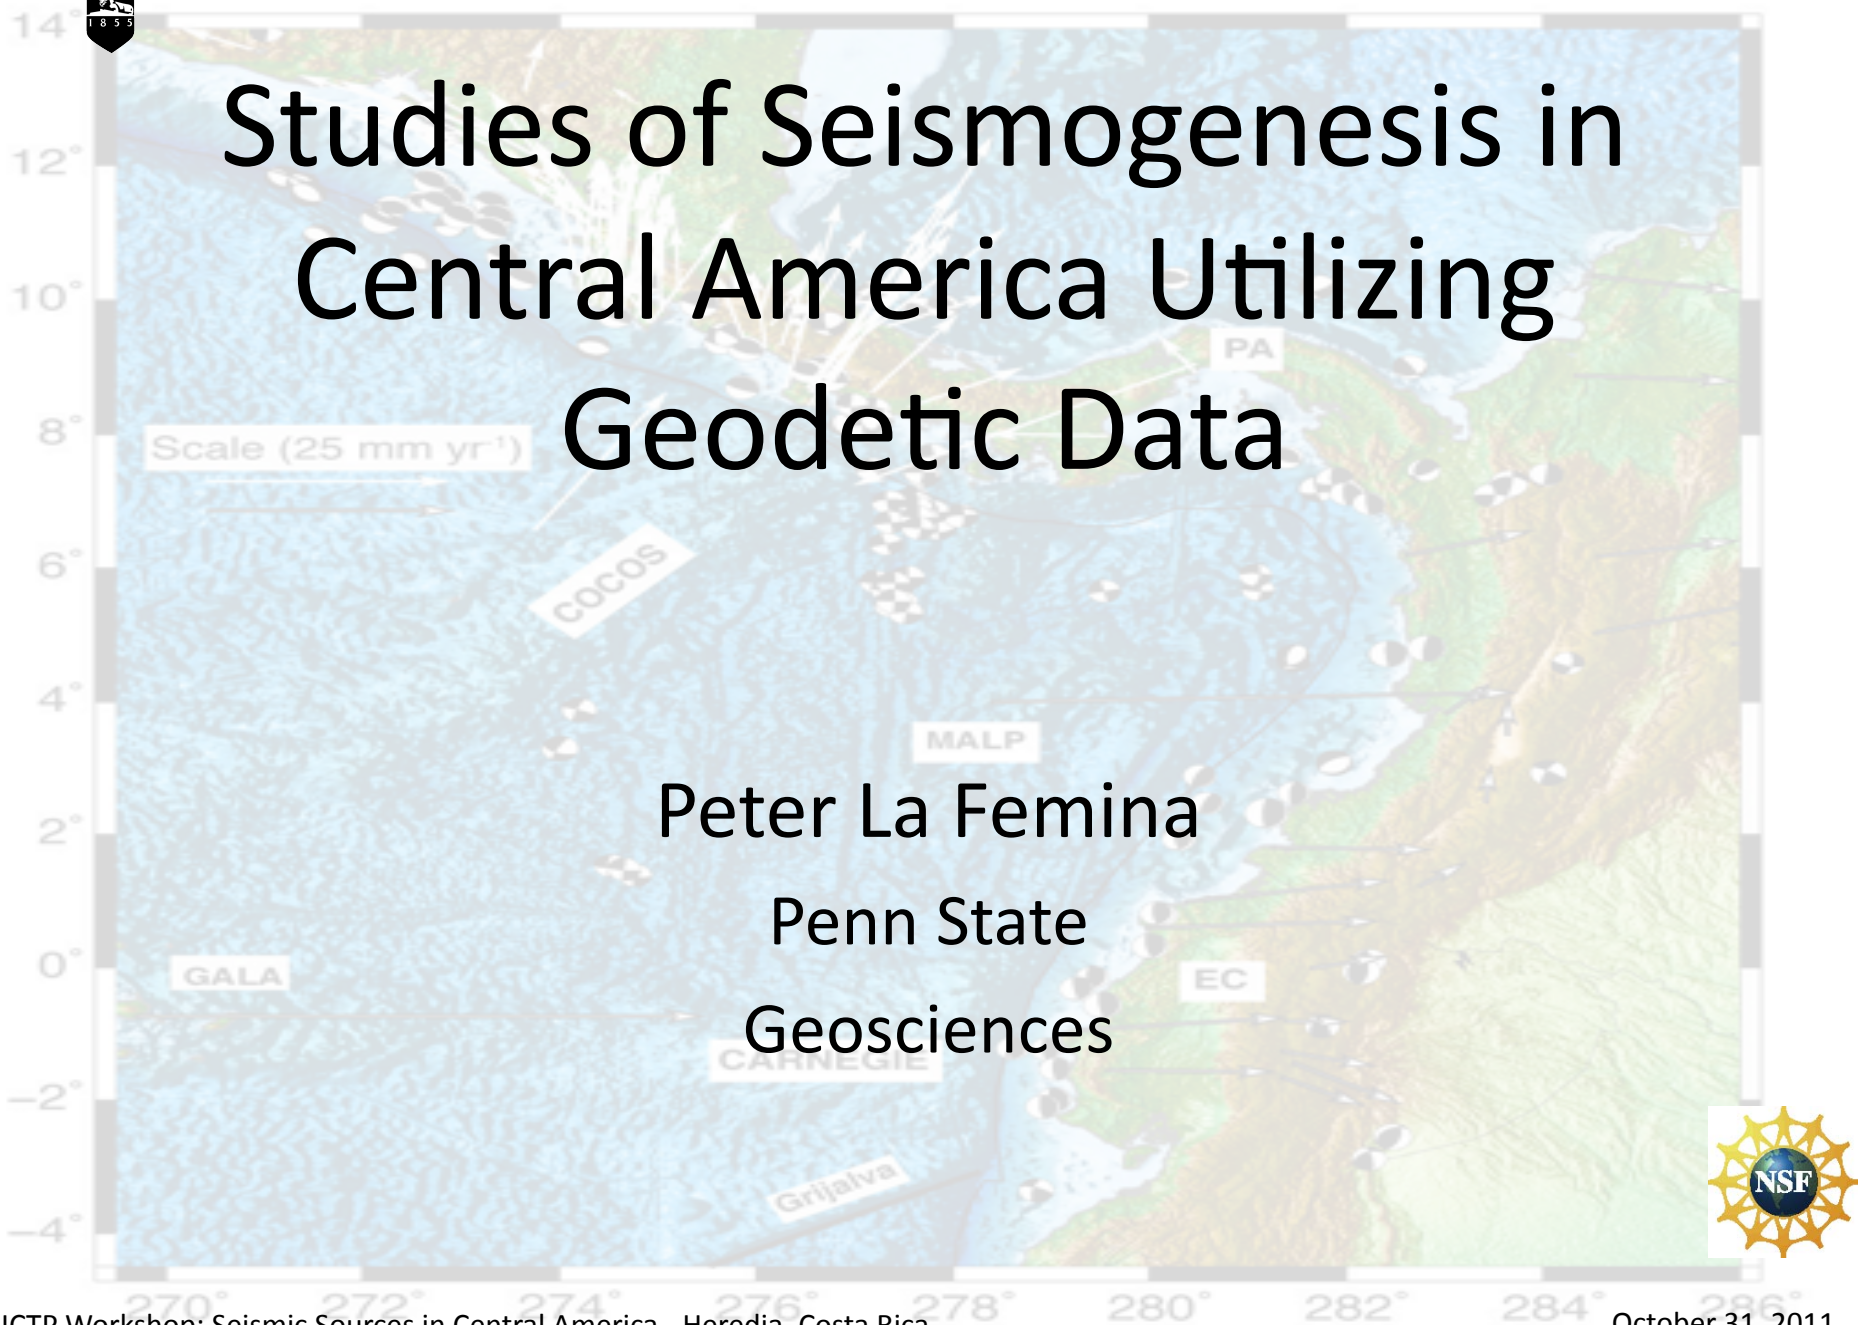 1855
14°
Studies of Seismogenesis in
12°
Central America Utilizing
10°
PA
Geodetic Data
8°
Scale (25 mm yr⁻¹)
6°
COCOS
4°
MALP
Peter La Femina
2°
Penn State
0°
GALA
EC
Geosciences
CARNEGIE
−2°
NSF
Grijalva
−4°
270° 272° 274° 276° 278° 280° 282° 284° 286°
ICTP Workshop: Seismic Sources in Central America - Heredia, Costa Rica
October 31, 2011